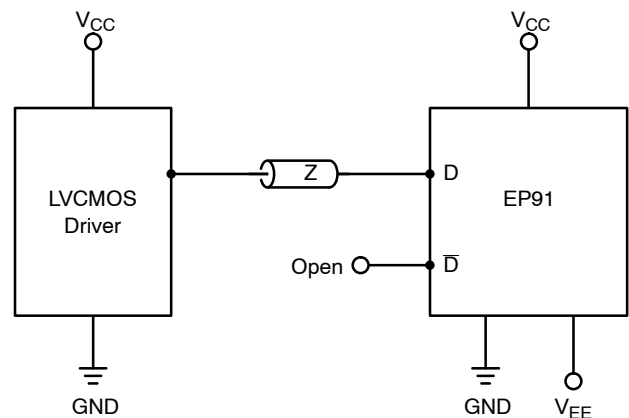 VCC
VCC
LVCMOS
Driver
Z
D
EP91
Open
D̅
GND
GND
VEE